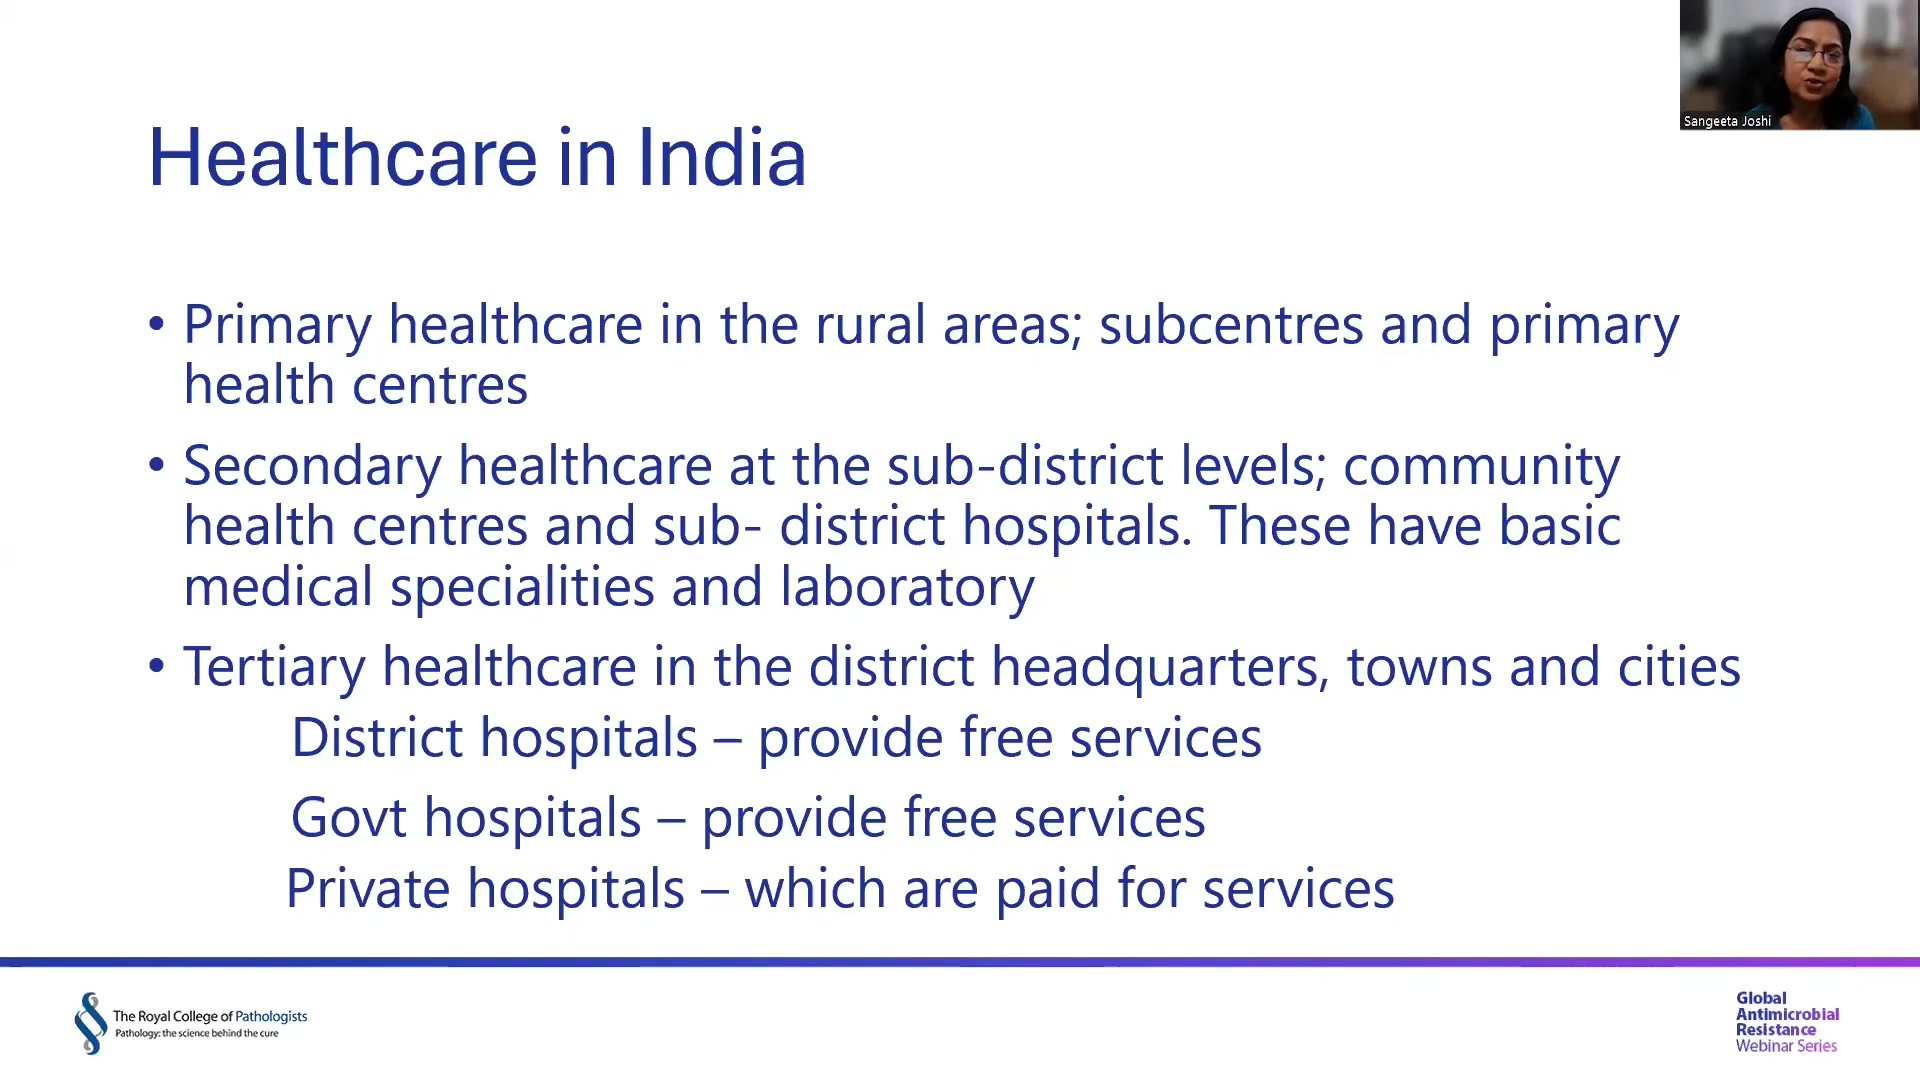 Sangeeta Joshi
Healthcare in India
• Primary healthcare in the rural areas; subcentres and primary
health centres
• Secondary healthcare at the sub-district levels; community
health centres and sub- district hospitals. These have basic
medical specialities and laboratory
• Tertiary healthcare in the district headquarters, towns and cities
District hospitals – provide free services
Govt hospitals – provide free services
Private hospitals – which are paid for services
The Royal College of Pathologists
Pathology: the science behind the cure
Global
Antimicrobial
Resistance
Webinar Series